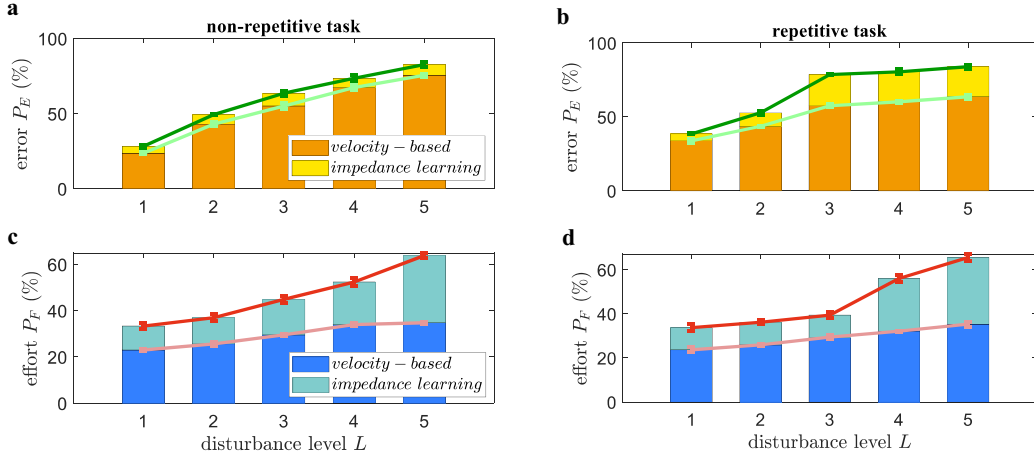 a
non-repetitive task
100
50
0
error P_E (%)
1 2 3 4 5
velocity − based
impedance learning
b
repetitive task
100
50
0
error P_E (%)
1 2 3 4 5
c
60
40
20
0
effort P_F (%)
velocity − based
impedance learning
1 2 3 4 5
disturbance level L
d
60
40
20
0
effort P_F (%)
1 2 3 4 5
disturbance level L